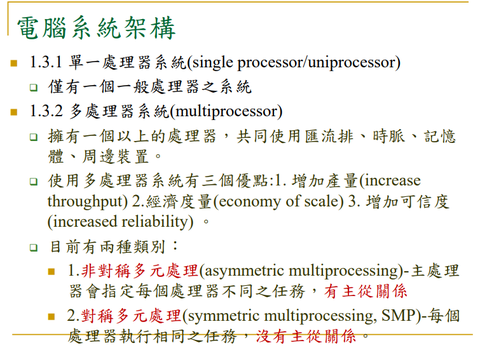 電腦系統架構
1.3.1 單一處理器系統(single processor/uniprocessor)
僅有一個一般處理器之系統
1.3.2 多處理器系統(multiprocessor)
擁有一個以上的處理器，共同使用匯流排、時脈、記憶
體、周邊裝置。
使用多處理器系統有三個優點:1. 增加產量(increase
throughput) 2.經濟度量(economy of scale) 3. 增加可信度
(increased reliability) 。
目前有兩種類別：
1.非對稱多元處理(asymmetric multiprocessing)-主處理
器會指定每個處理器不同之任務，有主從關係
2.對稱多元處理(symmetric multiprocessing, SMP)-每個
處理器執行相同之任務，沒有主從關係。